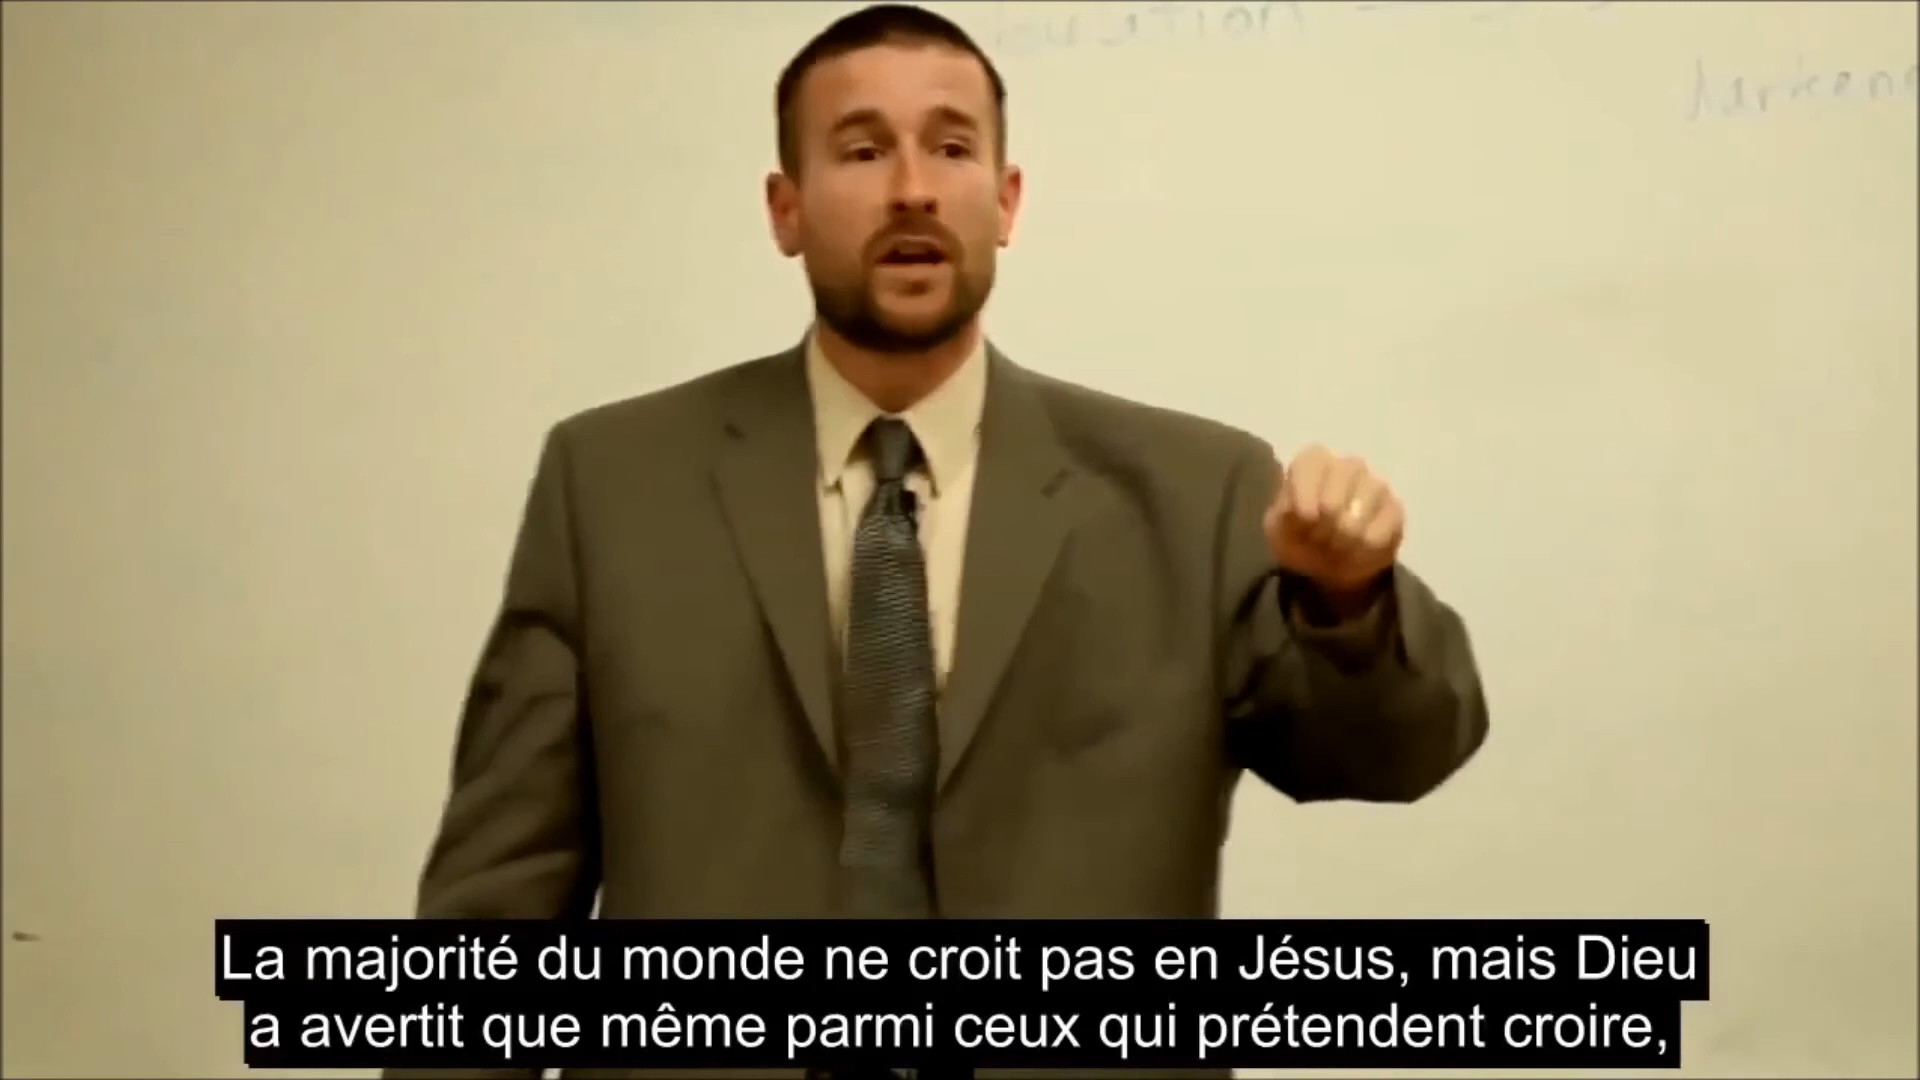 La majorité du monde ne croit pas en Jésus, mais Dieu
a avertit que même parmi ceux qui prétendent croire,